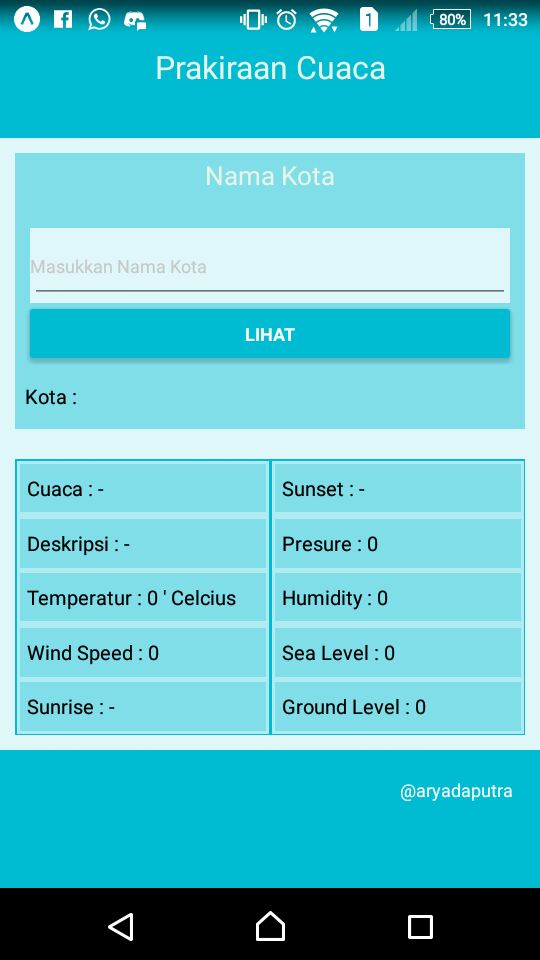 1 80% 11:33
Prakiraan Cuaca
Nama Kota
Masukkan Nama Kota
LIHAT
Kota :
Cuaca : -
Sunset : -
Deskripsi : -
Presure : 0
Temperatur : 0 ' Celcius
Humidity : 0
Wind Speed : 0
Sea Level : 0
Sunrise : -
Ground Level : 0
@aryadaputra